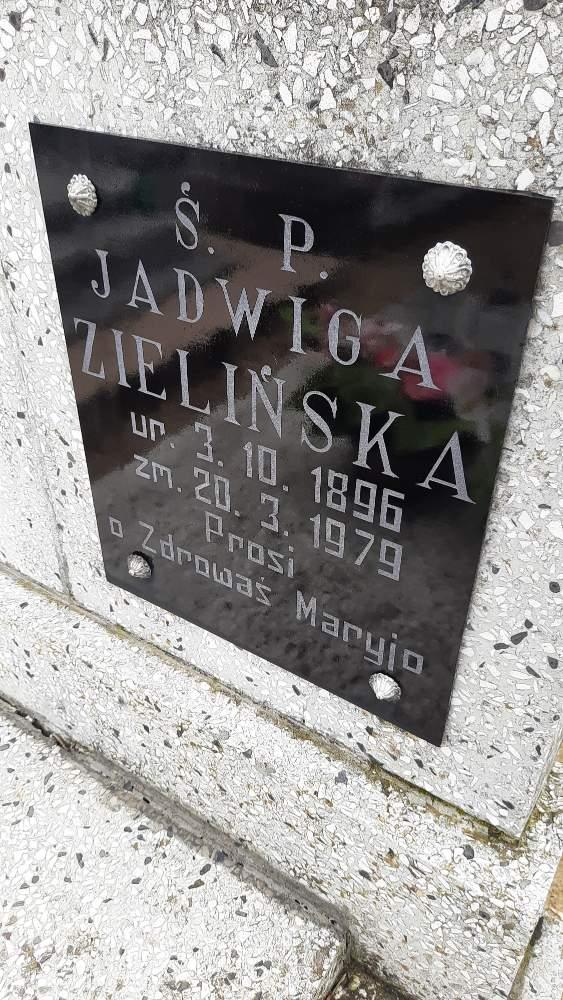 Ś. P.
JADWIGA
ZIELIŃSKA
ur. 3. 10. 1896
zm. 20. 3. 1979
Prosi
o Zdrowaś Maryjo